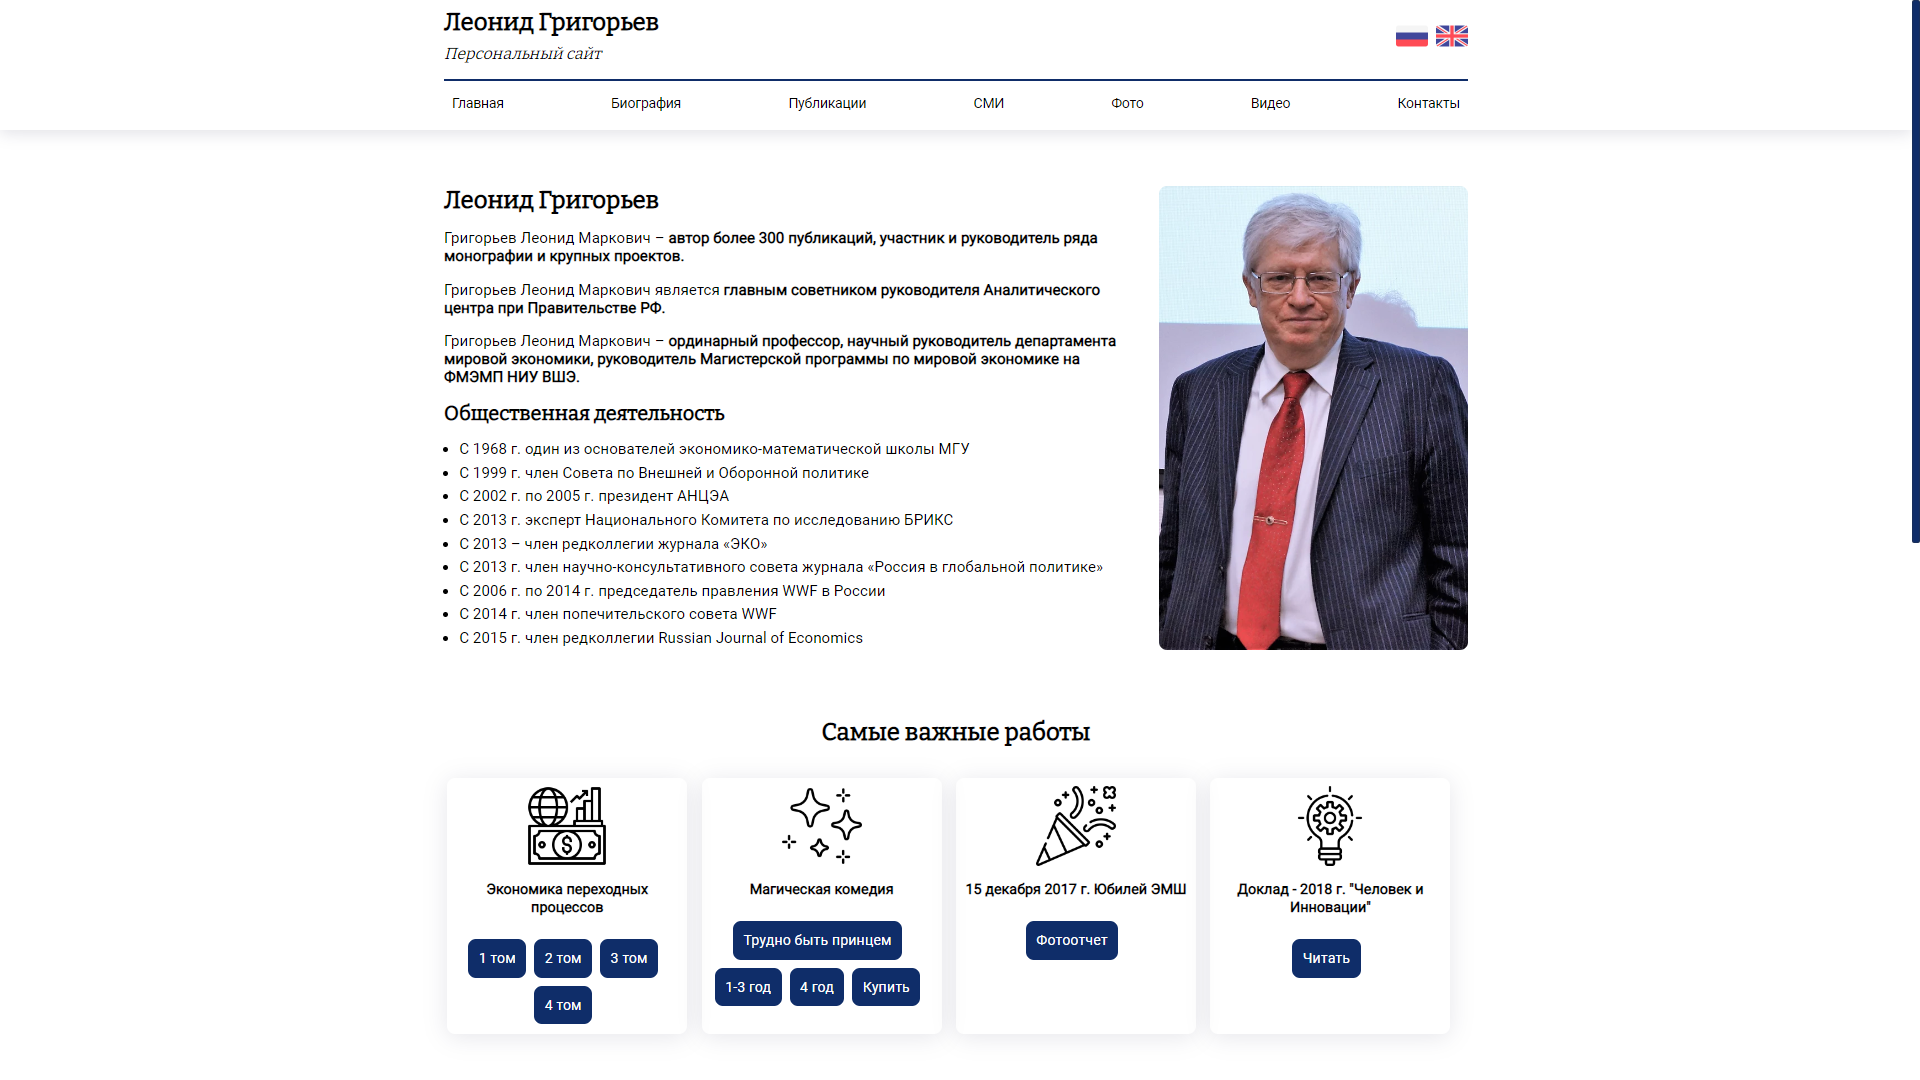 Леонид Григорьев
Персональный сайт
Главная
Биография
Публикации
СМИ
Фото
Видео
Контакты
Леонид Григорьев
Григорьев Леонид Маркович – автор более 300 публикаций, участник и руководитель ряда
монографии и крупных проектов.
Григорьев Леонид Маркович является главным советником руководителя Аналитического
центра при Правительстве РФ.
Григорьев Леонид Маркович – ординарный профессор, научный руководитель департамента
мировой экономики, руководитель Магистерской программы по мировой экономике на
ФМЭМП НИУ ВШЭ.
Общественная деятельность
С 1968 г. один из основателей экономико-математической школы МГУ
С 1999 г. член Совета по Внешней и Оборонной политике
С 2002 г. по 2005 г. президент АНЦЭА
С 2013 г. эксперт Национального Комитета по исследованию БРИКС
С 2013 – член редколлегии журнала «ЭКО»
С 2013 г. член научно-консультативного совета журнала «Россия в глобальной политике»
С 2006 г. по 2014 г. председатель правления WWF в России
С 2014 г. член попечительского совета WWF
С 2015 г. член редколлегии Russian Journal of Economics
Самые важные работы
Экономика переходных
процессов
1 том
2 том
3 том
4 том
Магическая комедия
Трудно быть принцем
1-3 год
4 год
Купить
15 декабря 2017 г. Юбилей ЭМШ
Фотоотчет
Доклад - 2018 г. "Человек и
Инновации"
Читать